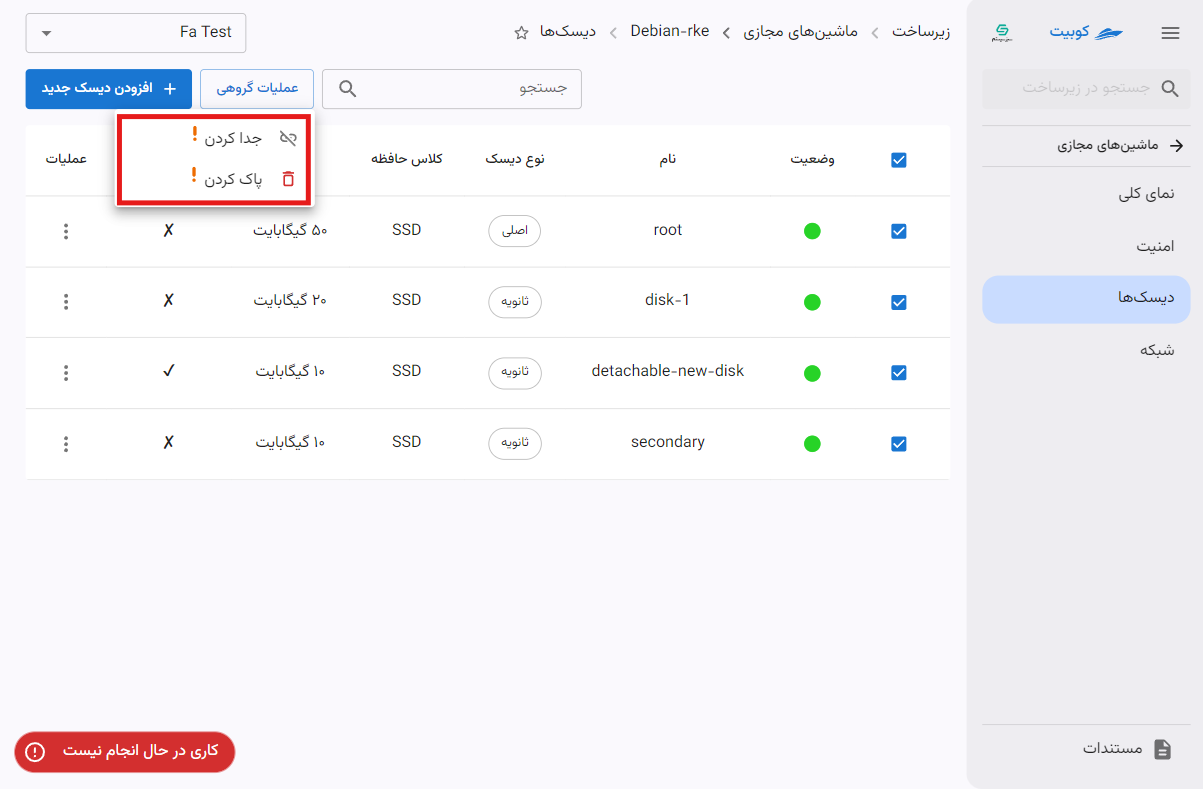 کوبیت
جستجو در زیرساخت
ماشین‌های مجازی
نمای کلی
امنیت
دیسک‌ها
شبکه
مستندات
زیرساخت > ماشین‌های مجازی > Debian-rke > دیسک‌ها
Fa Test
جستجو
عملیات گروهی
+ افزودن دیسک جدید
جدا کردن !
پاک کردن !
وضعیت نام نوع دیسک کلاس حافظه عملیات
root اصلی SSD ۵۰ گیگابایت ✗
disk-1 ثانویه SSD ۲۰ گیگابایت ✗
detachable-new-disk ثانویه SSD ۱۰ گیگابایت ✓
secondary ثانویه SSD ۱۰ گیگابایت ✗
کاری در حال انجام نیست